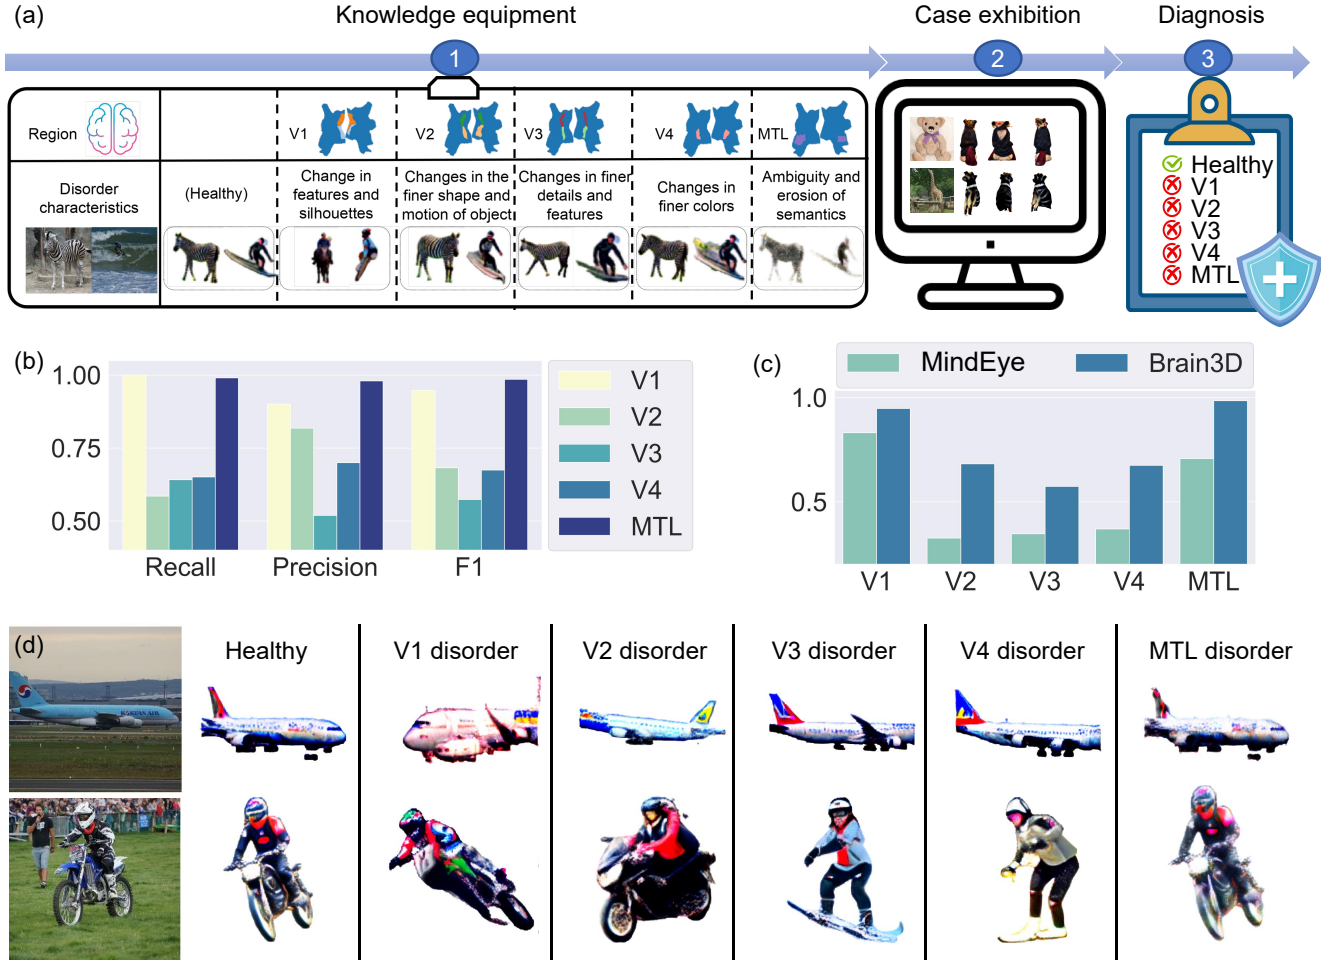 (a)
Knowledge equipment
Case exhibition
Diagnosis
1
2
3
Region
V1
V2
V3
V4
MTL
Disorder
characteristics
(Healthy)
Change in
features and
silhouettes
Changes in the
finer shape and
motion of object
Changes in finer
details and
features
Changes in
finer colors
Ambiguity and
erosion of
semantics
Healthy
V1
V2
V3
V4
MTL
(b)
1.00
0.75
0.50
Recall
Precision
F1
V1
V2
V3
V4
MTL
(c)
MindEye
Brain3D
1.0
0.5
V1
V2
V3
V4
MTL
(d)
Healthy
V1 disorder
V2 disorder
V3 disorder
V4 disorder
MTL disorder
KOREAN AIR